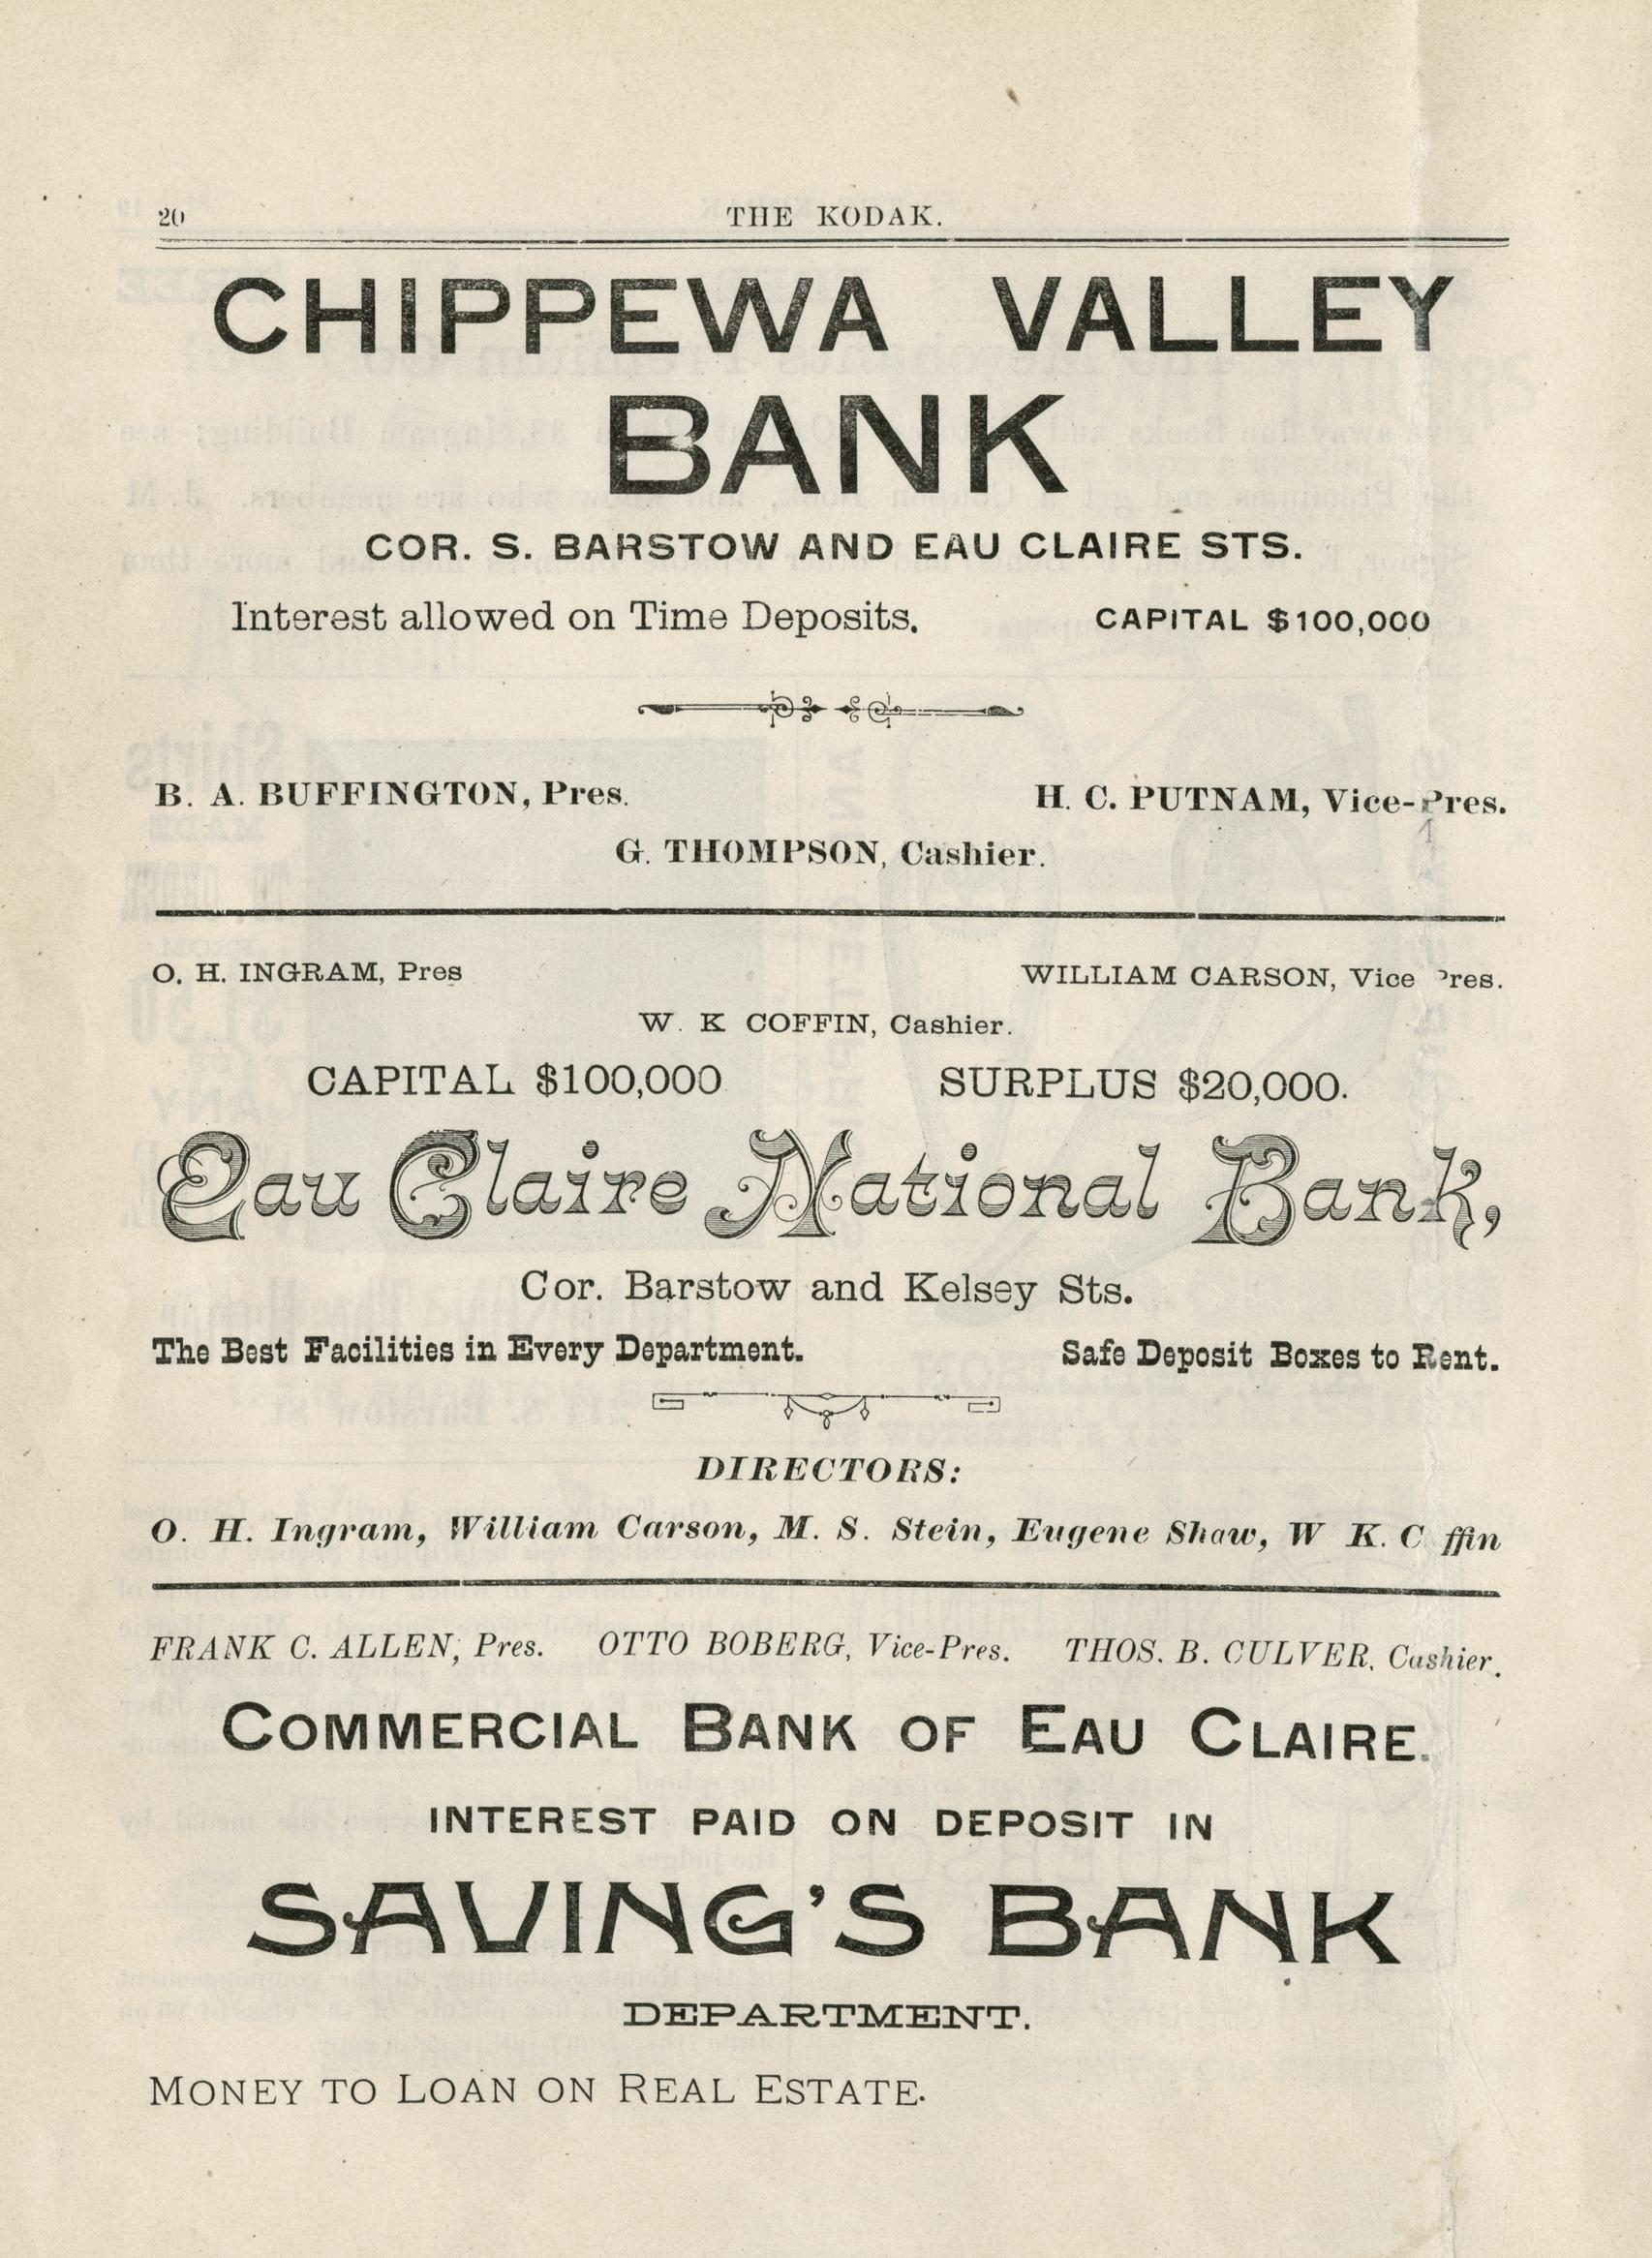 20
THE KODAK.
CHIPPEWA VALLEY
BANK
COR. S. BARSTOW AND EAU CLAIRE STS.
Interest allowed on Time Deposits. CAPITAL $100,000
B. A. BUFFINGTON, Pres. H. C. PUTNAM, Vice-Pres.
G. THOMPSON, Cashier.
O. H. INGRAM, Pres WILLIAM CARSON, Vice Pres.
W. K COFFIN, Cashier.
CAPITAL $100,000 SURPLUS $20,000.
Eau Claire National Bank,
Cor. Barstow and Kelsey Sts.
The Best Facilities in Every Department. Safe Deposit Boxes to Rent.
DIRECTORS:
O. H. Ingram, William Carson, M. S. Stein, Eugene Shaw, W K. C ffin
FRANK C. ALLEN, Pres. OTTO BOBERG, Vice-Pres. THOS. B. CULVER, Cashier.
COMMERCIAL BANK OF EAU CLAIRE.
INTEREST PAID ON DEPOSIT IN
SAVING'S BANK
DEPARTMENT.
MONEY TO LOAN ON REAL ESTATE.